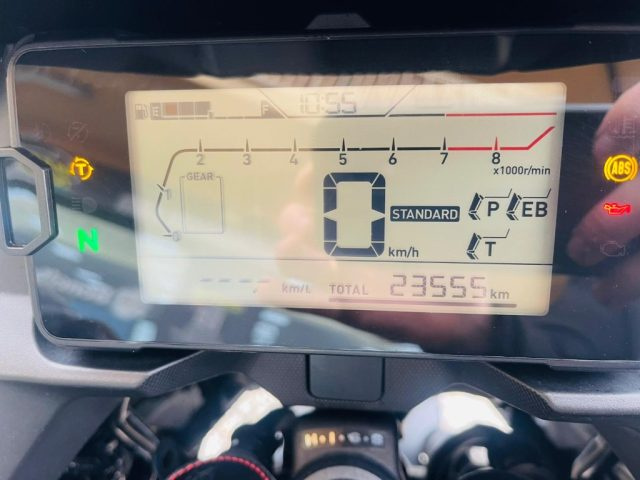 E F 10:55
2 3 4 5 6 7 8
x1000r/min
GEAR
0 STANDARD P EB
km/h T
T ABS
N
---.- km/L TOTAL 23555 km